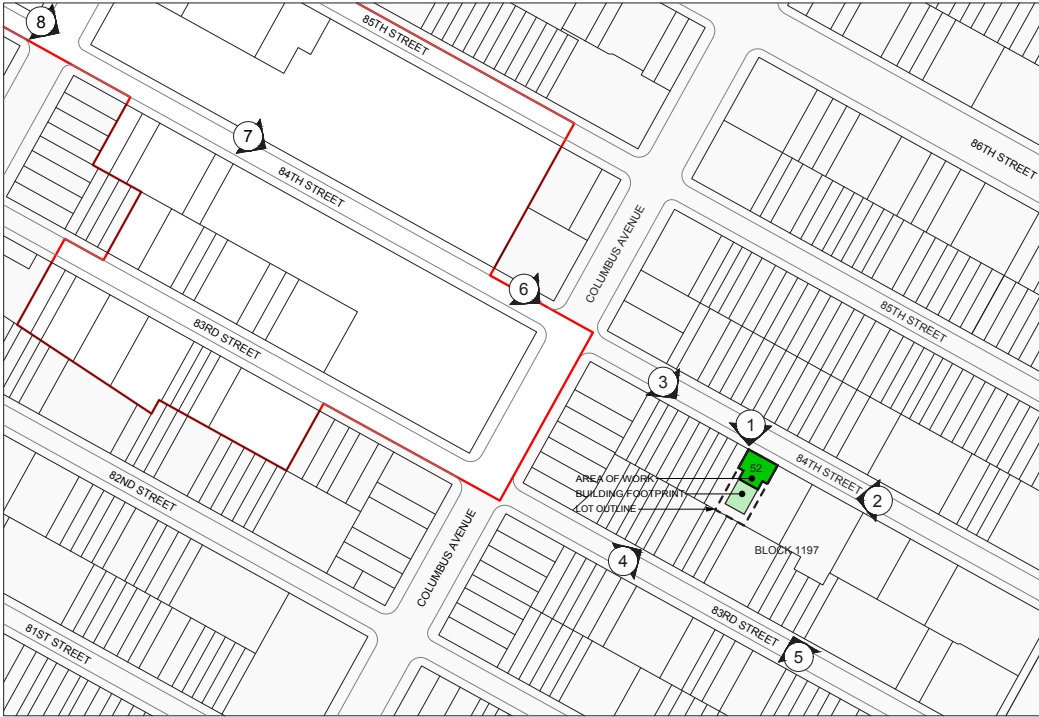 8
85TH STREET
86TH STREET
7
84TH STREET
COLUMBUS AVENUE
6
85TH STREET
83RD STREET
3
1
52
84TH STREET
AREA OF WORK
BUILDING FOOTPRINT
LOT OUTLINE
2
82ND STREET
COLUMBUS AVENUE
BLOCK 1197
4
83RD STREET
81ST STREET
5